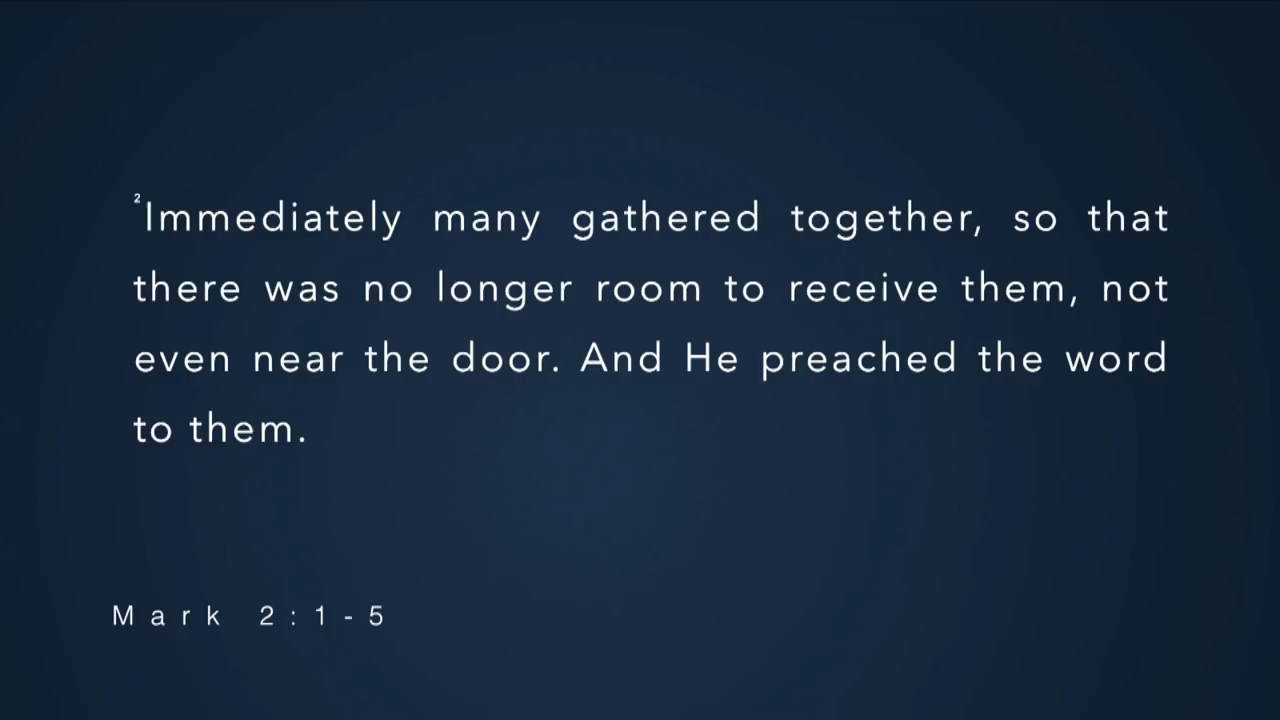 ²Immediately many gathered together, so that
there was no longer room to receive them, not
even near the door. And He preached the word
to them.
Mark 2:1-5